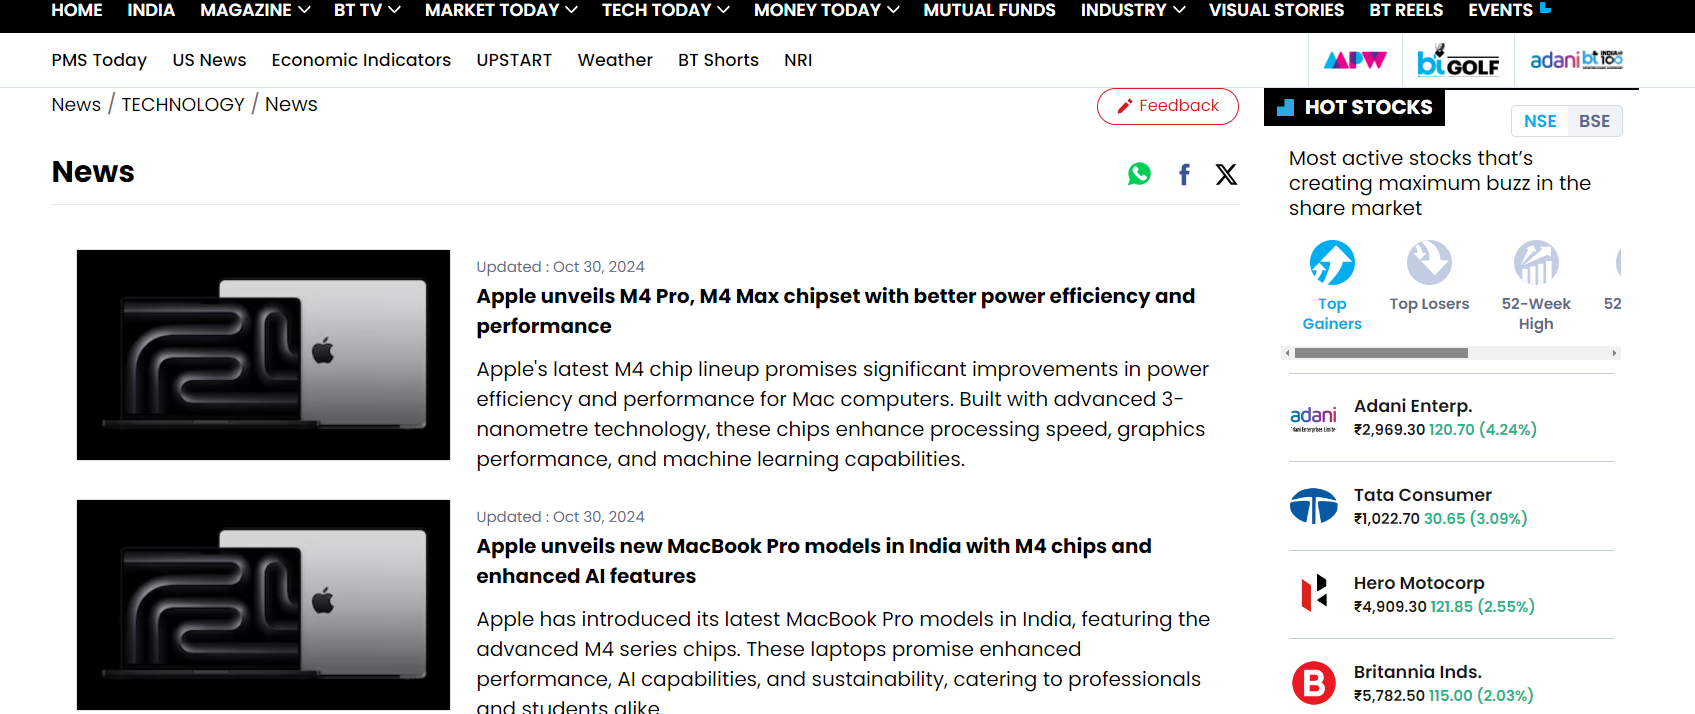 HOME INDIA MAGAZINE BT TV MARKET TODAY TECH TODAY MONEY TODAY MUTUAL FUNDS INDUSTRY VISUAL STORIES BT REELS EVENTS
PMS Today US News Economic Indicators UPSTART Weather BT Shorts NRI
MPW
bt GOLF
adani bt INDIA 100
News / TECHNOLOGY / News
Feedback
News
Updated : Oct 30, 2024
Apple unveils M4 Pro, M4 Max chipset with better power efficiency and
performance
Apple's latest M4 chip lineup promises significant improvements in power
efficiency and performance for Mac computers. Built with advanced 3-
nanometre technology, these chips enhance processing speed, graphics
performance, and machine learning capabilities.
Updated : Oct 30, 2024
Apple unveils new MacBook Pro models in India with M4 chips and
enhanced AI features
Apple has introduced its latest MacBook Pro models in India, featuring the
advanced M4 series chips. These laptops promise enhanced
performance, AI capabilities, and sustainability, catering to professionals
and students alike.
HOT STOCKS
NSE BSE
Most active stocks that's
creating maximum buzz in the
share market
Top
Gainers
Top Losers
52-Week
High
52
adani
Adani Enterp.
₹2,969.30 120.70 (4.24%)
Tata Consumer
₹1,022.70 30.65 (3.09%)
Hero Motocorp
₹4,909.30 121.85 (2.55%)
B
Britannia Inds.
₹5,782.50 115.00 (2.03%)